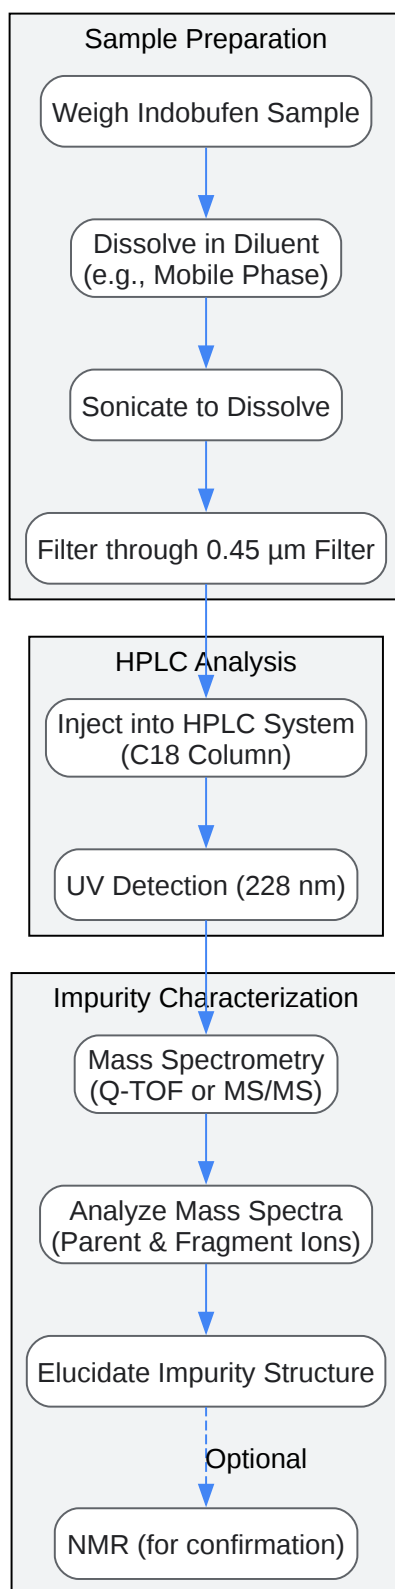 Sample Preparation
Weigh Indobufen Sample
Dissolve in Diluent
(e.g., Mobile Phase)
Sonicate to Dissolve
Filter through 0.45 µm Filter
HPLC Analysis
Inject into HPLC System
(C18 Column)
UV Detection (228 nm)
Impurity Characterization
Mass Spectrometry
(Q-TOF or MS/MS)
Analyze Mass Spectra
(Parent & Fragment Ions)
Elucidate Impurity Structure
Optional
NMR (for confirmation)